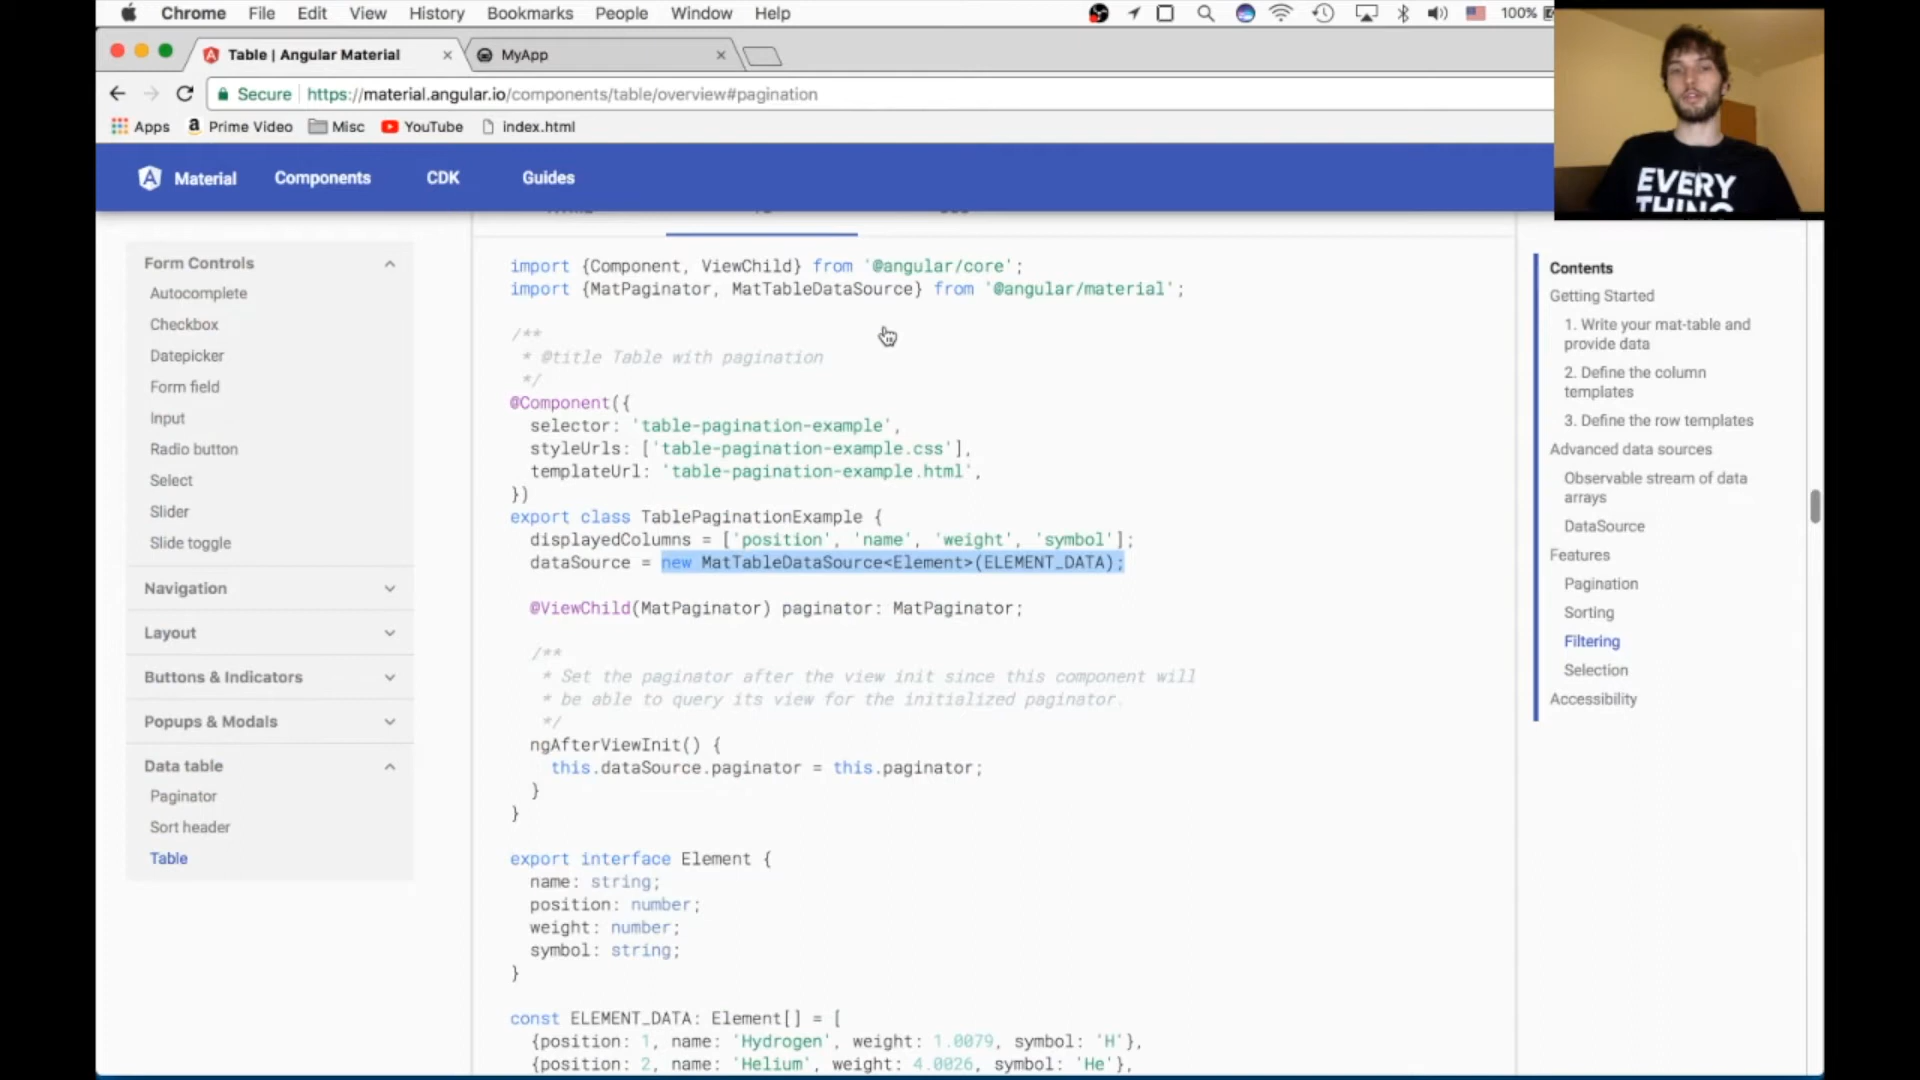 Chrome File Edit View History Bookmarks People Window Help 100%
Table | Angular Material MyApp
Secure https://material.angular.io/components/table/overview#pagination
Apps Prime Video Misc YouTube index.html
Material Components CDK Guides
EVERY
THING
Form Controls
Autocomplete
Checkbox
Datepicker
Form field
Input
Radio button
Select
Slider
Slide toggle
Navigation
Layout
Buttons & Indicators
Popups & Modals
Data table
Paginator
Sort header
Table
import {Component, ViewChild} from '@angular/core';
import {MatPaginator, MatTableDataSource} from '@angular/material';
/**
* @title Table with pagination
*/
@Component({
selector: 'table-pagination-example',
styleUrls: ['table-pagination-example.css'],
templateUrl: 'table-pagination-example.html',
})
export class TablePaginationExample {
displayedColumns = ['position', 'name', 'weight', 'symbol'];
dataSource = new MatTableDataSource<Element>(ELEMENT_DATA);
@ViewChild(MatPaginator) paginator: MatPaginator;
/**
* Set the paginator after the view init since this component will
* be able to query its view for the initialized paginator.
*/
ngAfterViewInit() {
this.dataSource.paginator = this.paginator;
}
}
export interface Element {
name: string;
position: number;
weight: number;
symbol: string;
}
const ELEMENT_DATA: Element[] = [
{position: 1, name: 'Hydrogen', weight: 1.0079, symbol: 'H'},
{position: 2, name: 'Helium', weight: 4.0026, symbol: 'He'},
Contents
Getting Started
1. Write your mat-table and
provide data
2. Define the column
templates
3. Define the row templates
Advanced data sources
Observable stream of data
arrays
DataSource
Features
Pagination
Sorting
Filtering
Selection
Accessibility